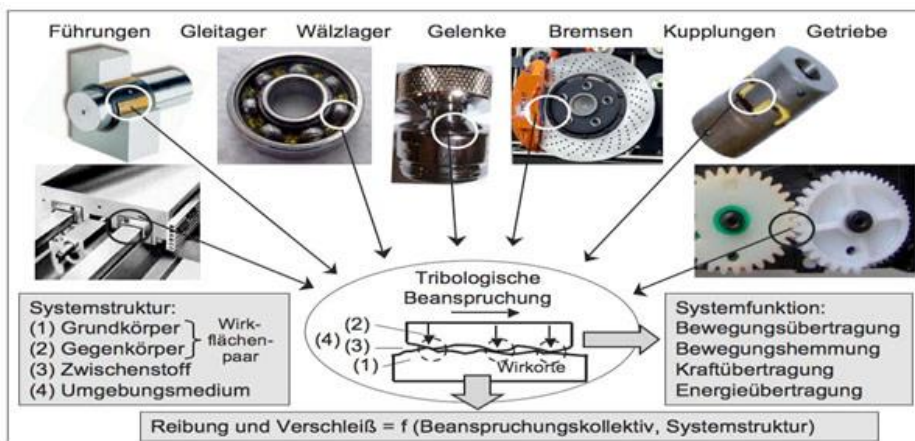 Führungen Gleitager Wälzlager Gelenke Bremsen Kupplungen Getriebe
Tribologische
Beanspruchung
(2)
(4) (3)
(1)
Wirkorte
Systemstruktur:
(1) Grundkörper
(2) Gegenkörper
Wirk-
flächen-
paar
(3) Zwischenstoff
(4) Umgebungsmedium
Systemfunktion:
Bewegungsübertragung
Bewegungshemmung
Kraftübertragung
Energieübertragung
Reibung und Verschleiß = f (Beanspruchungskollektiv, Systemstruktur)